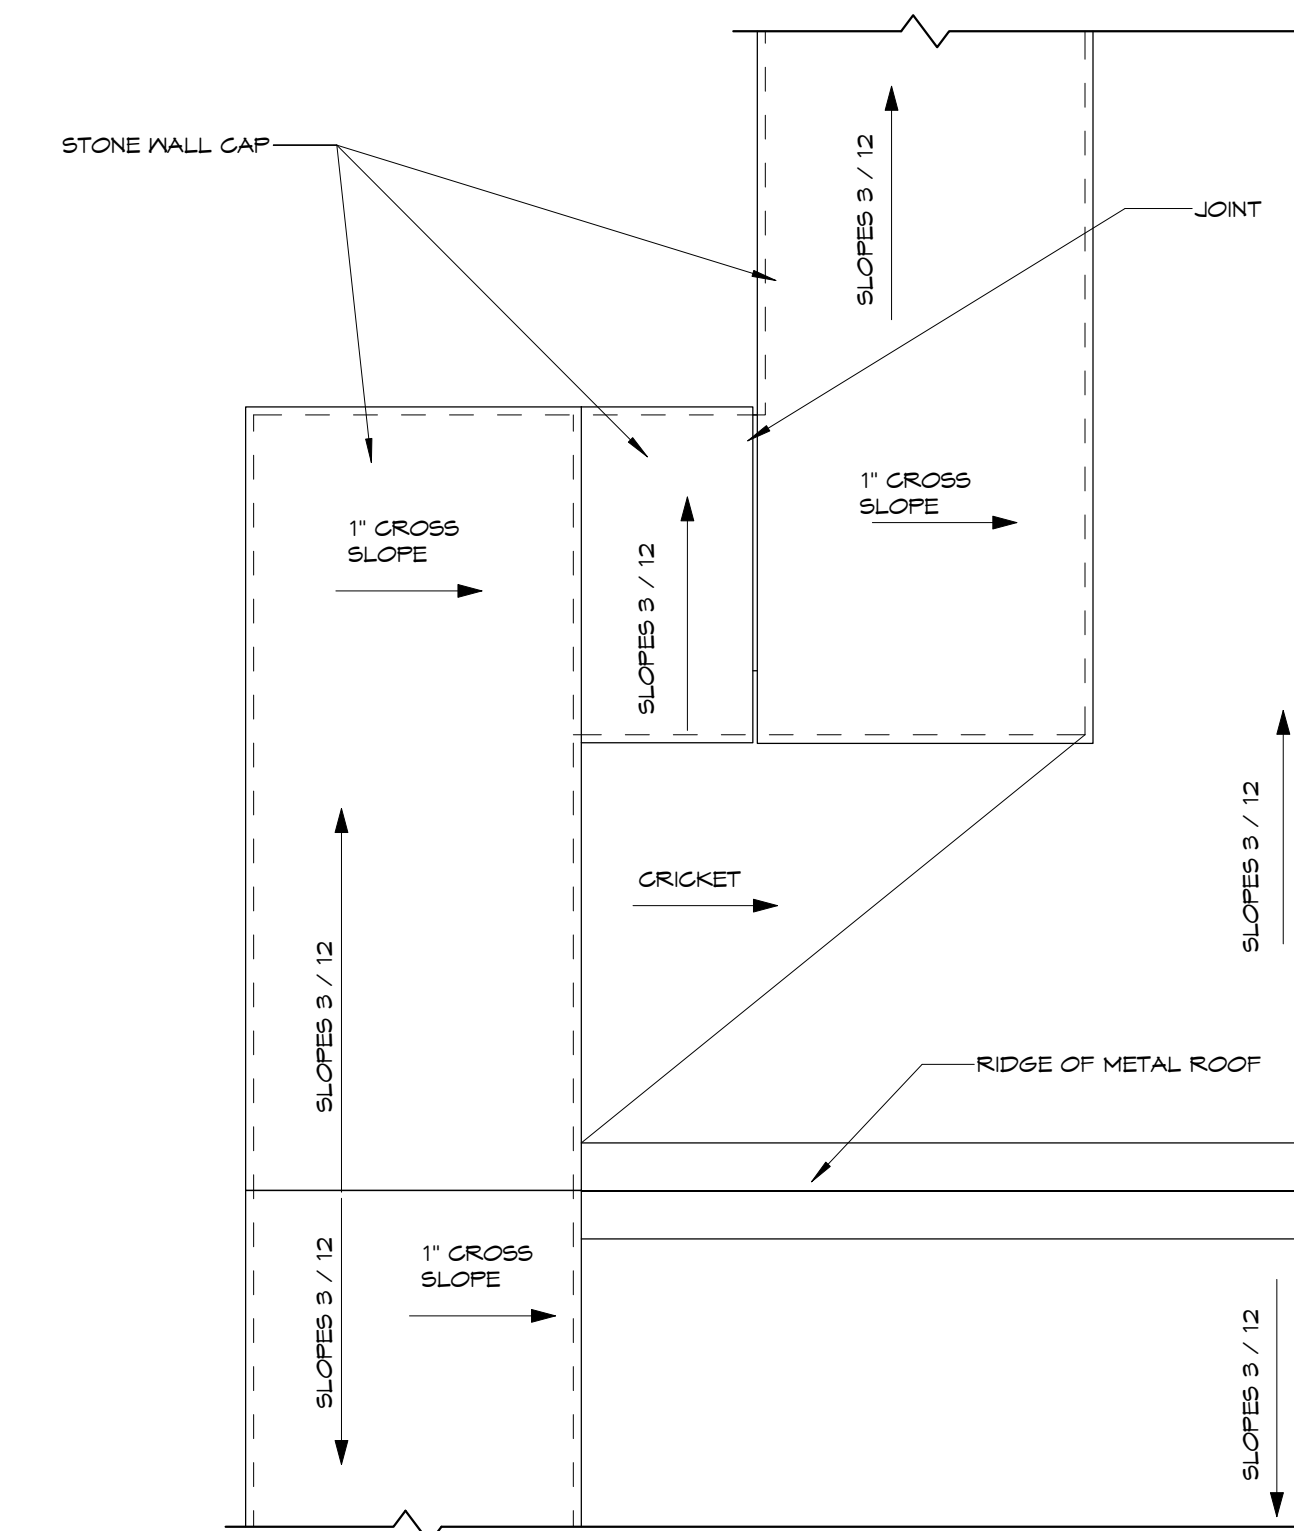 STONE WALL CAP
SLOPES 3 / 12
JOINT
1" CROSS
SLOPE
1" CROSS
SLOPE
SLOPES 3 / 12
CRICKET
SLOPES 3 / 12
SLOPES 3 / 12
RIDGE OF METAL ROOF
1" CROSS
SLOPE
SLOPES 3 / 12
SLOPES 3 / 12